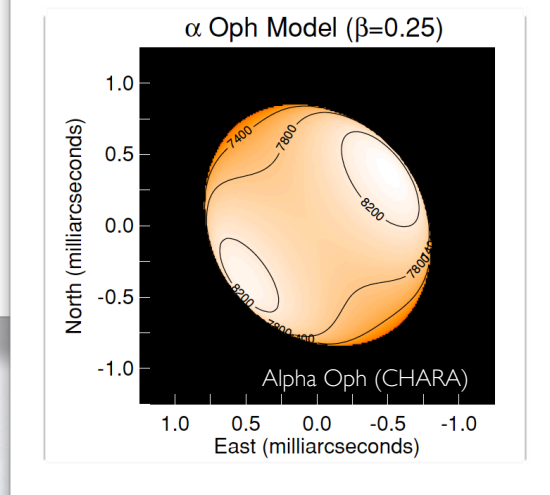 α Oph Model (β=0.25)
North (milliarcseconds)
1.0
0.5
0.0
-0.5
-1.0
7400
7800
8200
7800
8200
Alpha Oph (CHARA)
1.0 0.5 0.0 -0.5 -1.0
East (milliarcseconds)